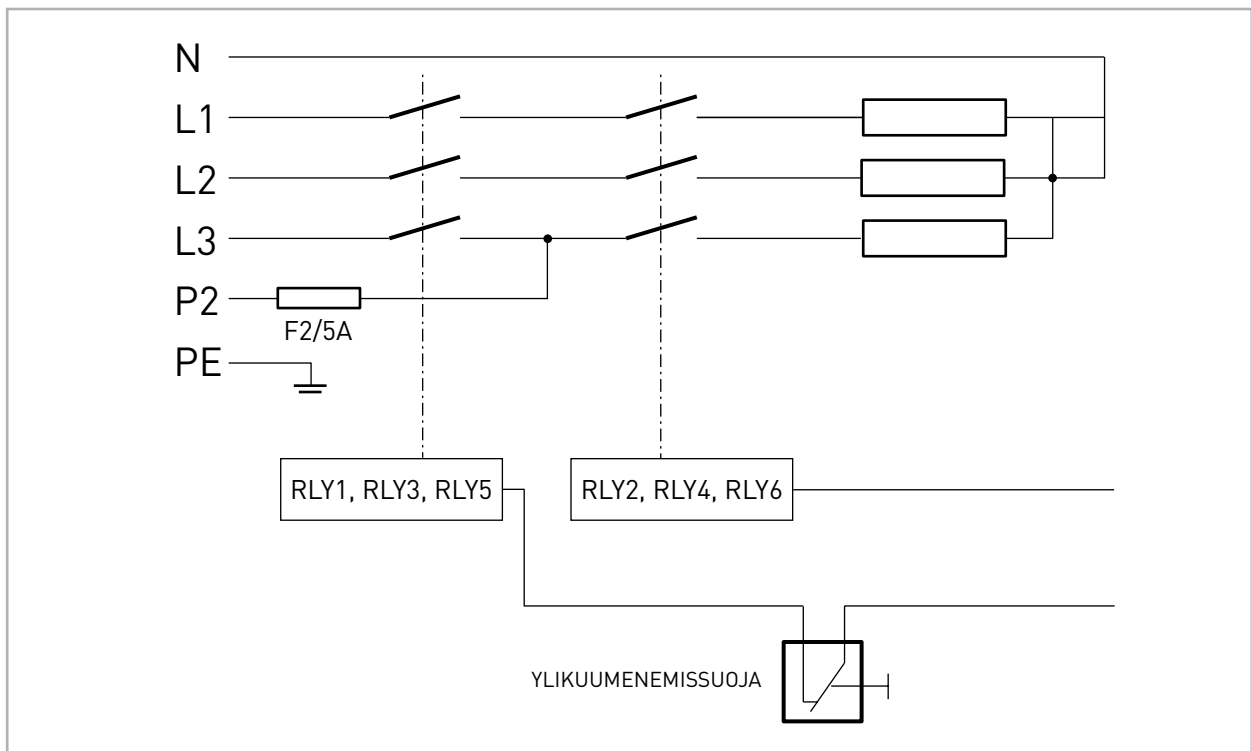 N
L1
L2
L3
P2
F2/5A
PE
RLY1, RLY3, RLY5
RLY2, RLY4, RLY6
YLIKUUMENEMISSUOJA